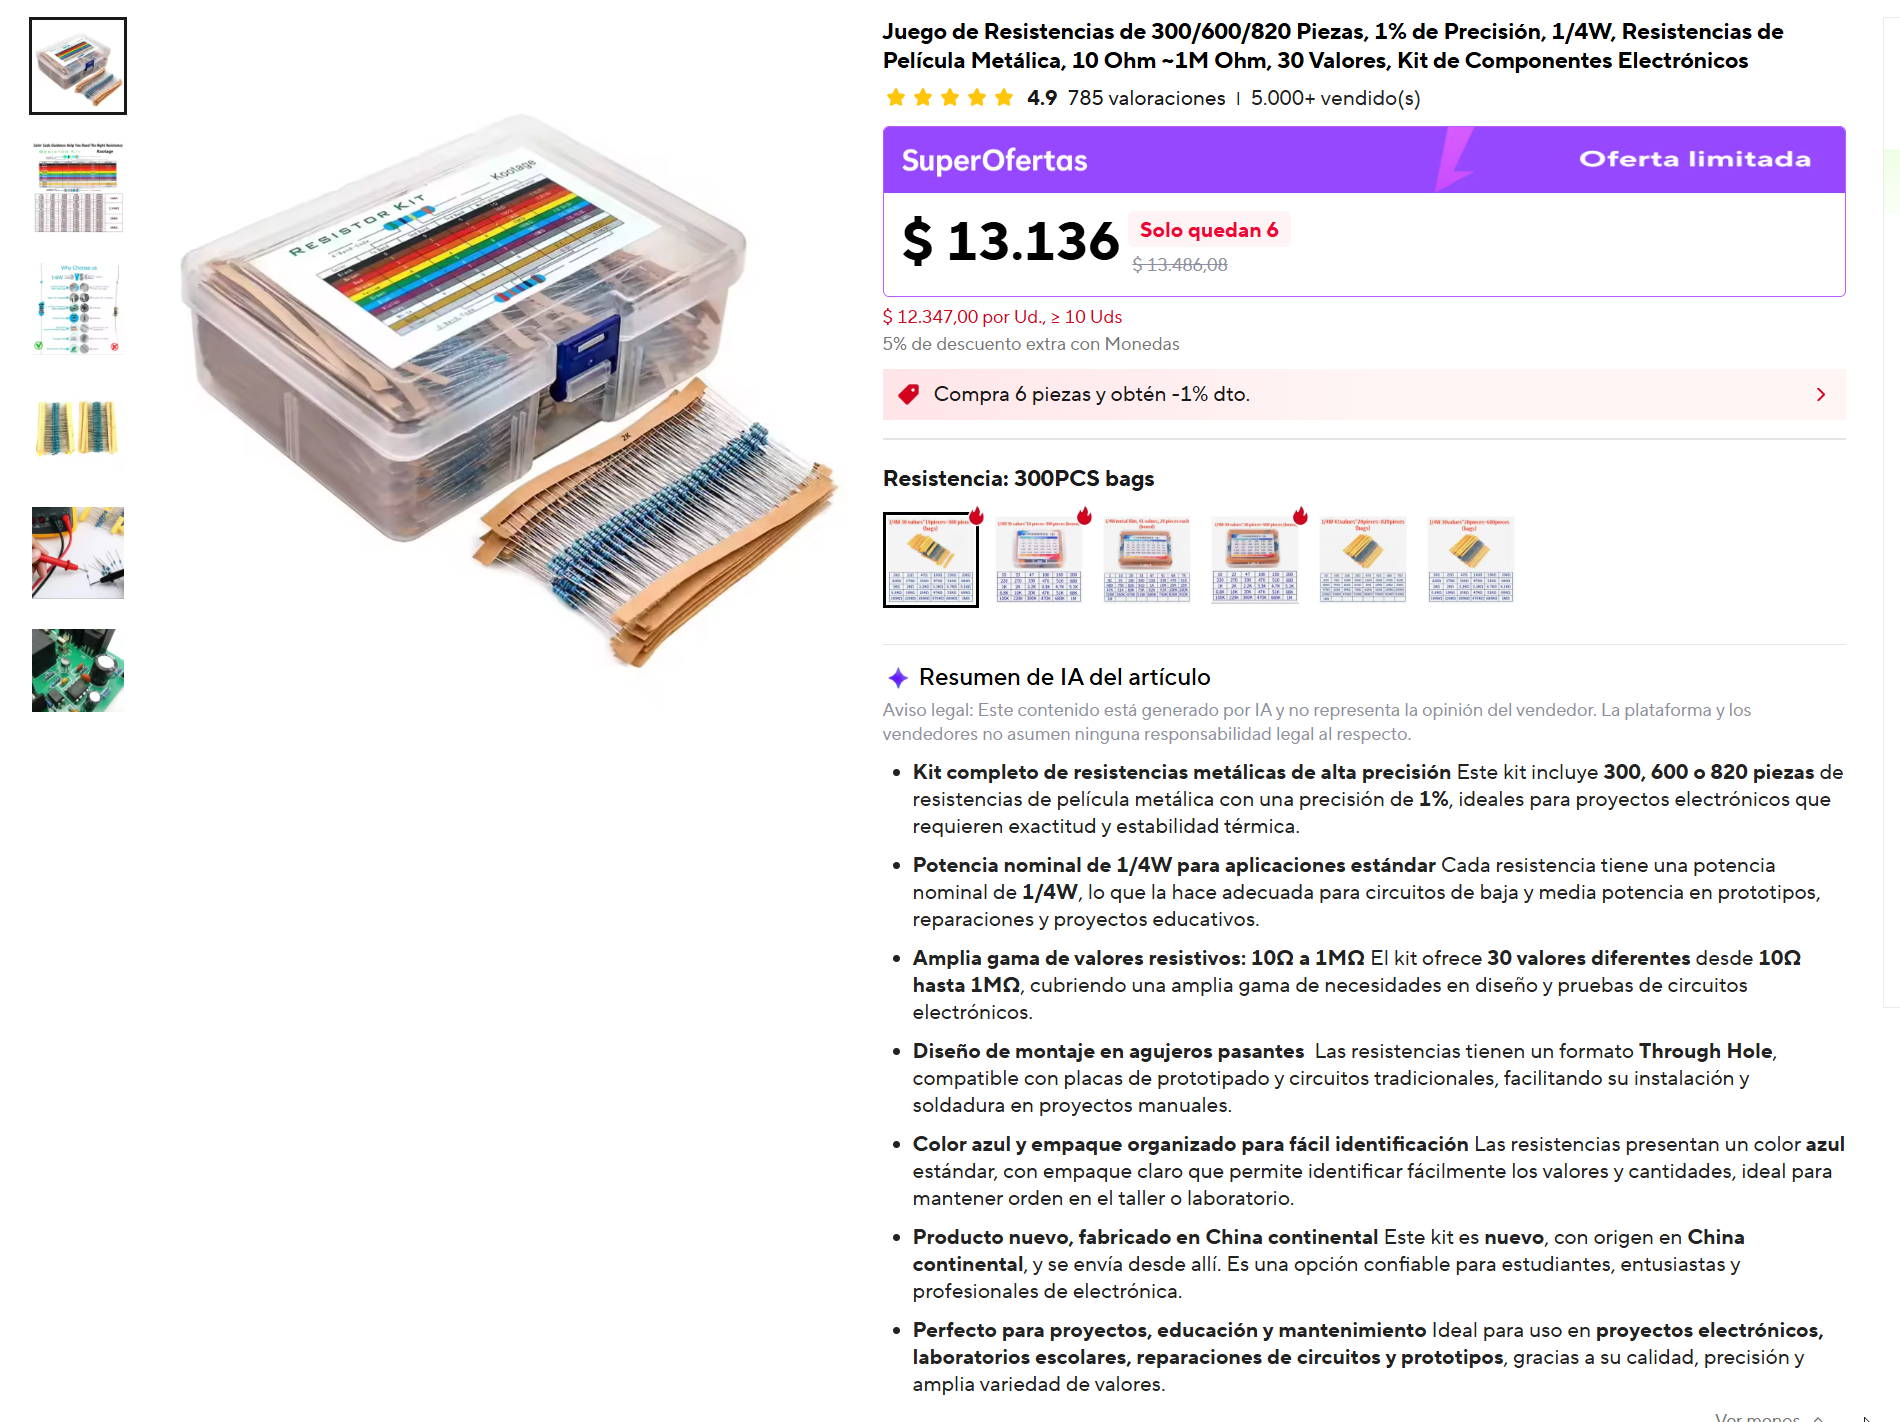 Juego de Resistencias de 300/600/820 Piezas, 1% de Precisión, 1/4W, Resistencias de
Película Metálica, 10 Ohm ~1M Ohm, 30 Valores, Kit de Componentes Electrónicos
4.9 785 valoraciones | 5.000+ vendido(s)
SuperOfertas
Oferta limitada
$ 13.136
Solo quedan 6
$ 13.486,08
$ 12.347,00 por Ud., ≥ 10 Uds
5% de descuento extra con Monedas
Compra 6 piezas y obtén -1% dto.
Resistencia: 300PCS bags
RESISTOR KIT
Kootage
2K
Resumen de IA del artículo
Aviso legal: Este contenido está generado por IA y no representa la opinión del vendedor. La plataforma y los
vendedores no asumen ninguna responsabilidad legal al respecto.
• Kit completo de resistencias metálicas de alta precisión Este kit incluye 300, 600 o 820 piezas de
resistencias de película metálica con una precisión de 1%, ideales para proyectos electrónicos que
requieren exactitud y estabilidad térmica.
• Potencia nominal de 1/4W para aplicaciones estándar Cada resistencia tiene una potencia
nominal de 1/4W, lo que la hace adecuada para circuitos de baja y media potencia en prototipos,
reparaciones y proyectos educativos.
• Amplia gama de valores resistivos: 10Ω a 1MΩ El kit ofrece 30 valores diferentes desde 10Ω
hasta 1MΩ, cubriendo una amplia gama de necesidades en diseño y pruebas de circuitos
electrónicos.
• Diseño de montaje en agujeros pasantes Las resistencias tienen un formato Through Hole,
compatible con placas de prototipado y circuitos tradicionales, facilitando su instalación y
soldadura en proyectos manuales.
• Color azul y empaque organizado para fácil identificación Las resistencias presentan un color azul
estándar, con empaque claro que permite identificar fácilmente los valores y cantidades, ideal para
mantener orden en el taller o laboratorio.
• Producto nuevo, fabricado en China continental Este kit es nuevo, con origen en China
continental, y se envía desde allí. Es una opción confiable para estudiantes, entusiastas y
profesionales de electrónica.
• Perfecto para proyectos, educación y mantenimiento Ideal para uso en proyectos electrónicos,
laboratorios escolares, reparaciones de circuitos y prototipos, gracias a su calidad, precisión y
amplia variedad de valores.
Ver menos